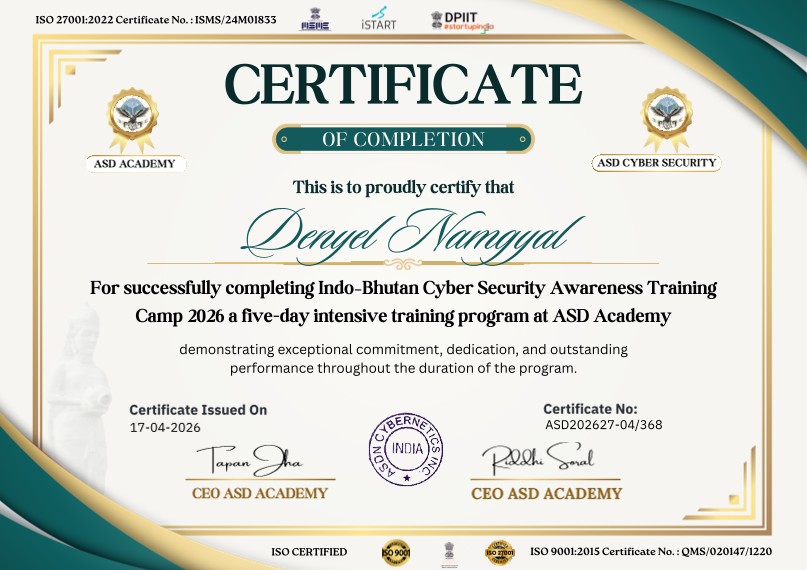 ISO 27001:2022 Certificate No. : ISMS/24M01833
iSTART
DPIIT
#startupindia
CERTIFICATE
OF COMPLETION
ASD ACADEMY
ASD CYBER SECURITY
This is to proudly certify that
Denyel Namgyal
For successfully completing Indo-Bhutan Cyber Security Awareness Training
Camp 2026 a five-day intensive training program at ASD Academy
demonstrating exceptional commitment, dedication, and outstanding
performance throughout the duration of the program.
Certificate Issued On
17-04-2026
Certificate No:
ASD202627-04/368
ASDN CYBERNETICS INC.
INDIA
Tapan Jha
Riddhi Soral
CEO ASD ACADEMY
CEO ASD ACADEMY
ISO CERTIFIED
ISO 9001
ISO 27001
ISO 9001:2015 Certificate No. : QMS/020147/1220